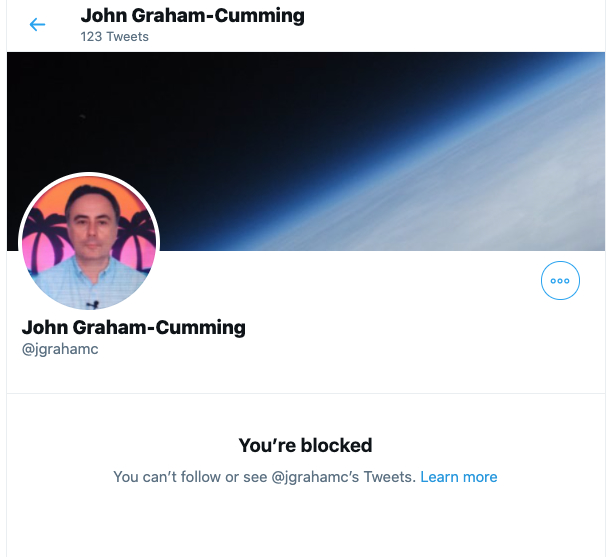 John Graham-Cumming
123 Tweets
John Graham-Cumming
@jgrahamc
You’re blocked
You can’t follow or see @jgrahamc’s Tweets. Learn more